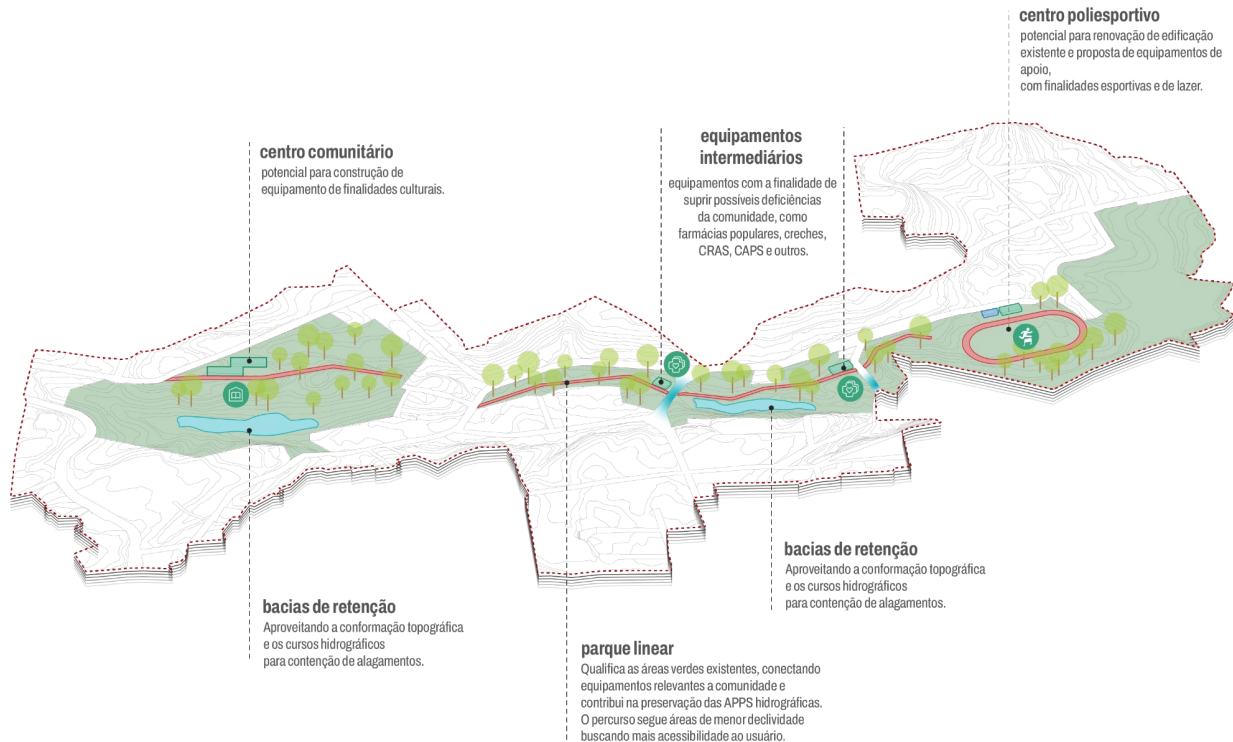 centro poliesportivo
potencial para renovação de edificação
existente e proposta de equipamentos de
apoio,
com finalidades esportivas e de lazer.
equipamentos
intermediários
equipamentos com a finalidade de
suprir possíveis deficiências
da comunidade, como
farmácias populares, creches,
CRAS, CAPS e outros.
centro comunitário
potencial para construção de
equipamento de finalidades culturais.
bacias de retenção
Aproveitando a conformação topográfica
e os cursos hidrográficos
para contenção de alagamentos.
bacias de retenção
Aproveitando a conformação topográfica
e os cursos hidrográficos
para contenção de alagamentos.
parque linear
Qualifica as áreas verdes existentes, conectando
equipamentos relevantes a comunidade e
contribui na preservação das APPS hidrográficas.
O percurso segue áreas de menor declividade
buscando mais acessibilidade ao usuário.